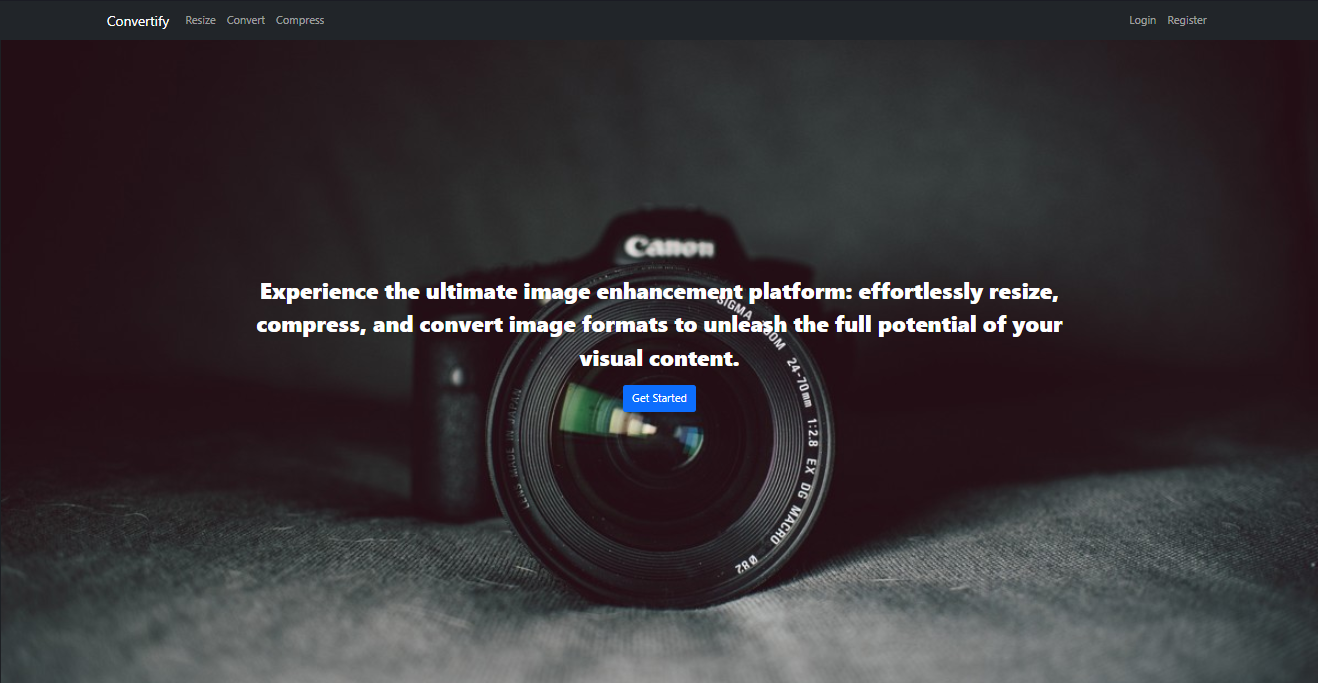 Convertify Resize Convert Compress Login Register
Canon
Experience the ultimate image enhancement platform: effortlessly resize,
compress, and convert image formats to unleash the full potential of your
visual content.
Get Started
SIGMA ZOOM 24-70mm 1:2.8 EX DG MACRO Ø82
LENS MADE IN JAPAN